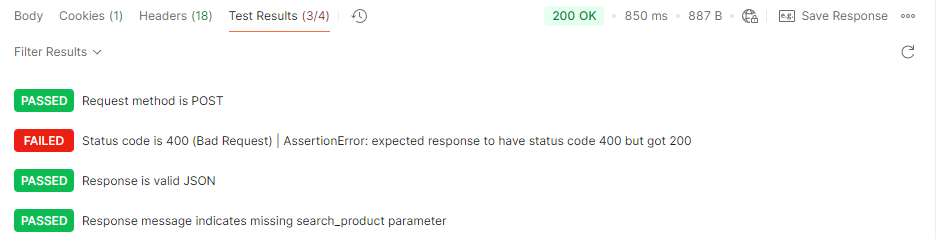 Body Cookies (1) Headers (18) Test Results (3/4) 200 OK • 850 ms • 887 B • e.g. Save Response
Filter Results
PASSED Request method is POST
FAILED Status code is 400 (Bad Request) | AssertionError: expected response to have status code 400 but got 200
PASSED Response is valid JSON
PASSED Response message indicates missing search_product parameter